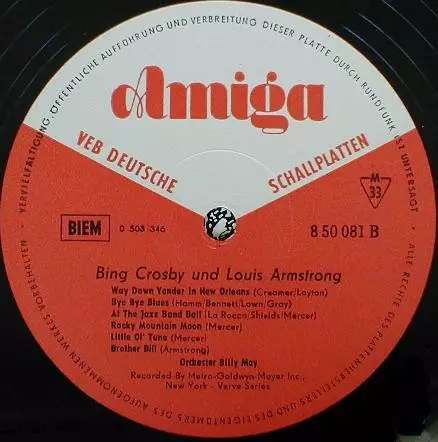 VERVIELFÄLTIGUNG, ÖFFENTLICHE AUFFÜHRUNG UND VERBREITUNG DIESER PLATTE DURCH RUNDFUNK IST UNTERSAGT
Amiga
VEB DEUTSCHE SCHALLPLATTEN
M
33
BIEM
D 503 346
8 50 081 B
Bing Crosby und Louis Armstrong
Way Down Yonder In New Orleans (Creamer/Layton)
Bye Bye Blues (Hamm/Bennett/Lown/Gray)
At The Jazz Band Ball (La Rocca/Shields/Mercer)
Rocky Mountain Moon (Mercer)
Little Ol' Tuna (Mercer)
Brother Bill (Armstrong)
Orchester Billy May
Recorded By Metro-Goldwyn-Mayer Inc.,
New York - Verve Series
ALLE RECHTE DES PLATTENHERSTELLERS UND DES EIGENTÜMERS DES AUFGENOMMENEN WERKES VORBEHALTEN